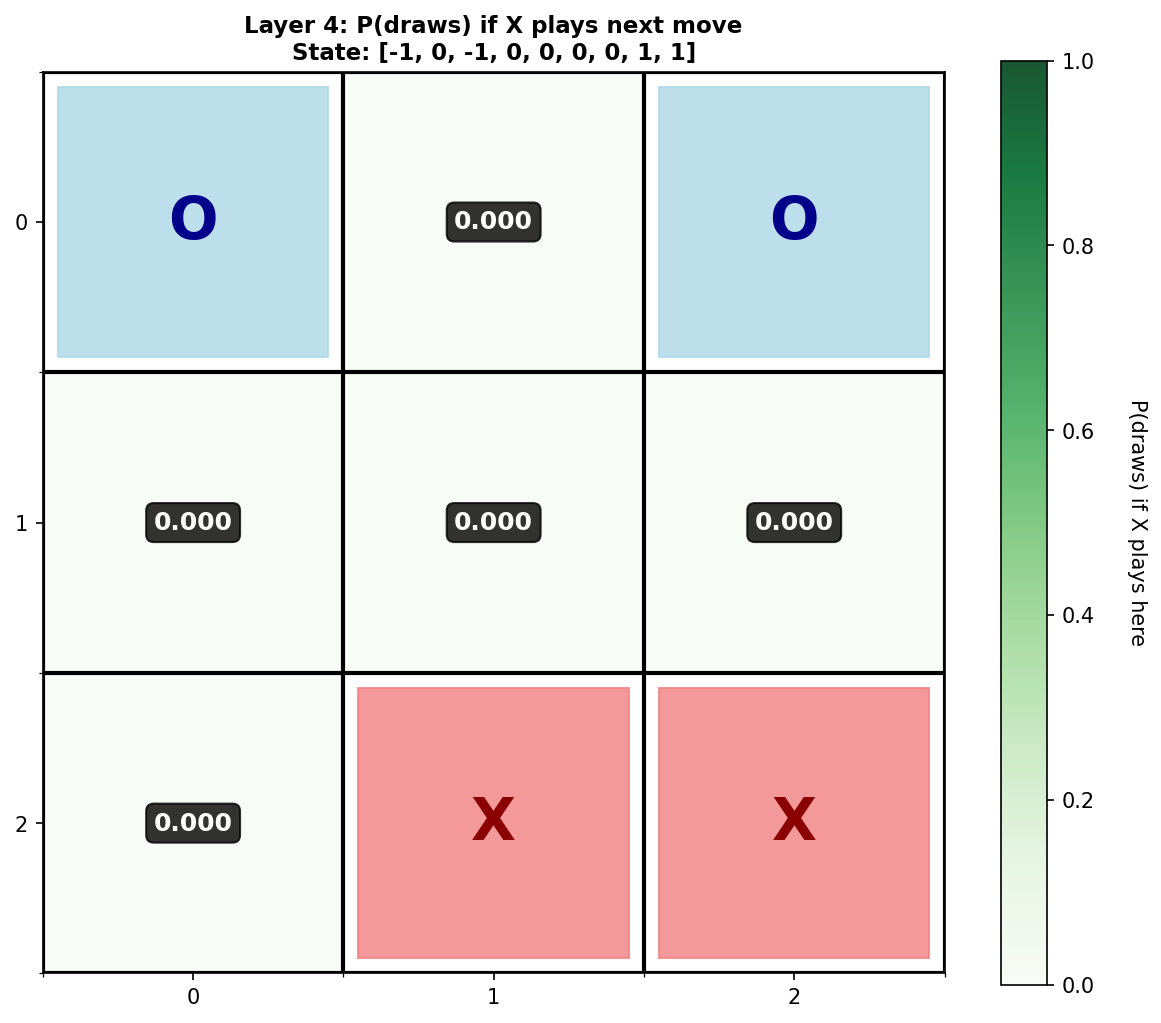 Layer 4: P(draws) if X plays next move
State: [-1, 0, -1, 0, 0, 0, 0, 1, 1]
O
0.000
O
0.000
0.000
0.000
0.000
X
X
0
1
2
0
1
2
1.0
0.8
0.6
0.4
0.2
0.0
P(draws) if X plays here